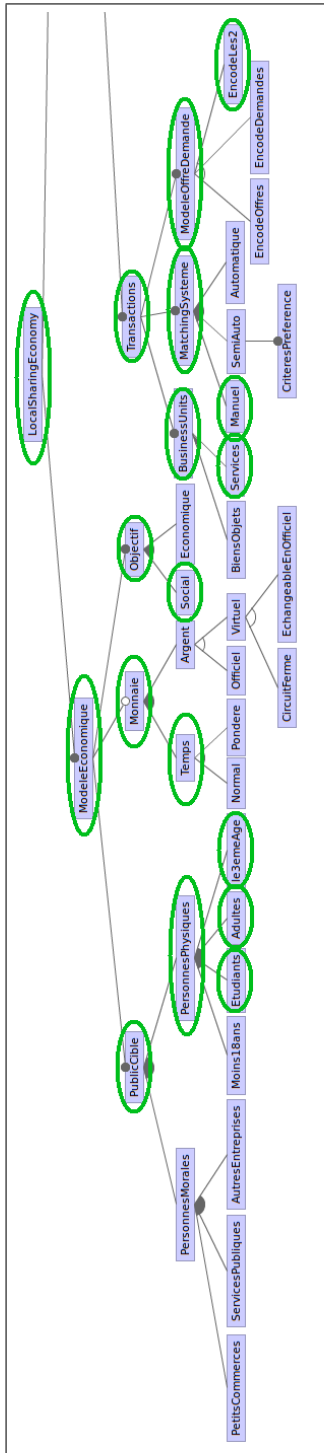 LocalSharingEconomy
ModeleEconomique
Transactions
PublicCible
Monnaie
Objectif
BusinessUnits
MatchingSysteme
ModeleOffreDemande
PersonnesMorales
PersonnesPhysiques
Temps
Argent
Social
Economique
BiensObjets
Services
Manuel
SemiAuto
Automatique
EncodeOffres
EncodeDemandes
EncodeLes2
PetitsCommerces
ServicesPubliques
AutresEntreprises
Moins18ans
Etudiants
Adultes
le3emeAge
Normal
Pondere
Officiel
Virtuel
CriteresPreference
CircuitFerme
EchangeableEnOfficiel